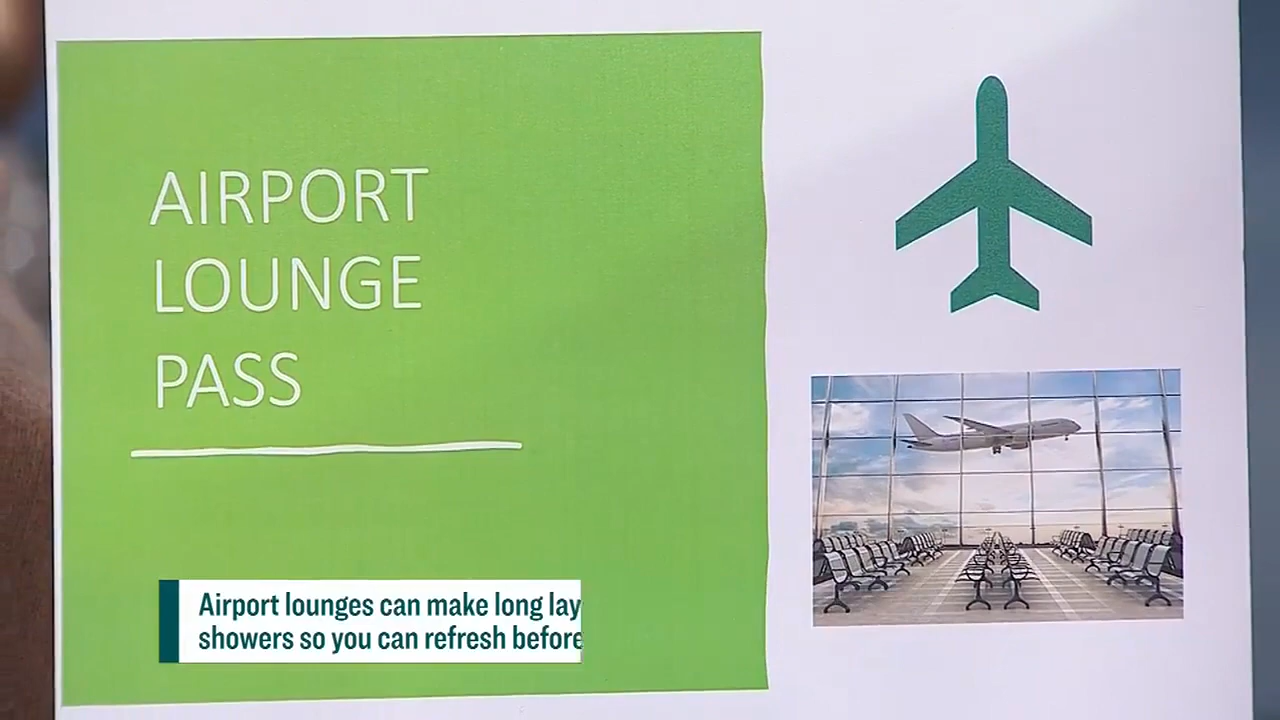 AIRPORT
LOUNGE
PASS
Airport lounges can make long lay
showers so you can refresh before